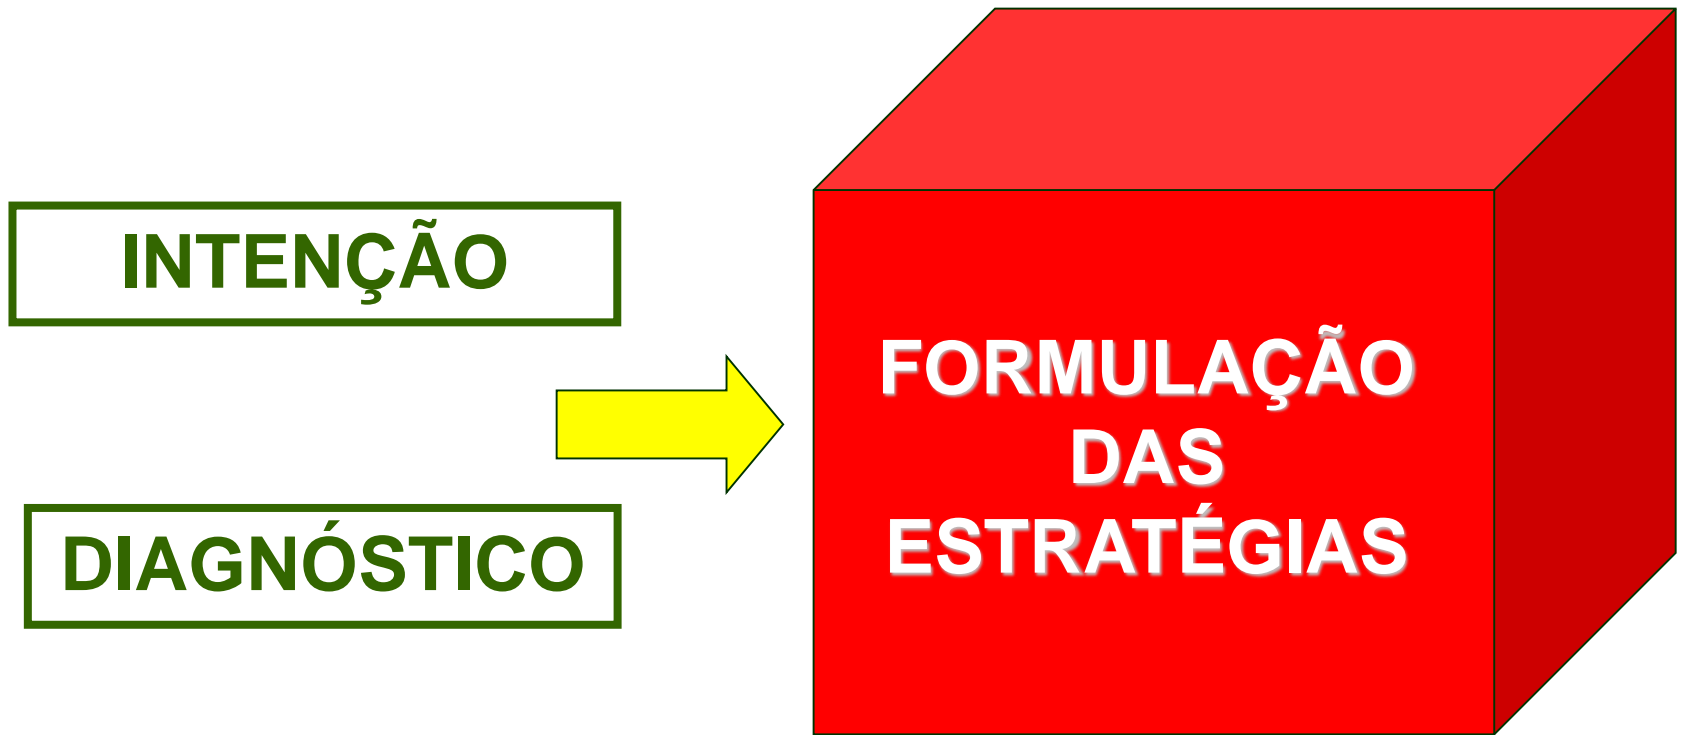 INTENÇÃO
DIAGNÓSTICO
FORMULAÇÃO
DAS
ESTRATÉGIAS